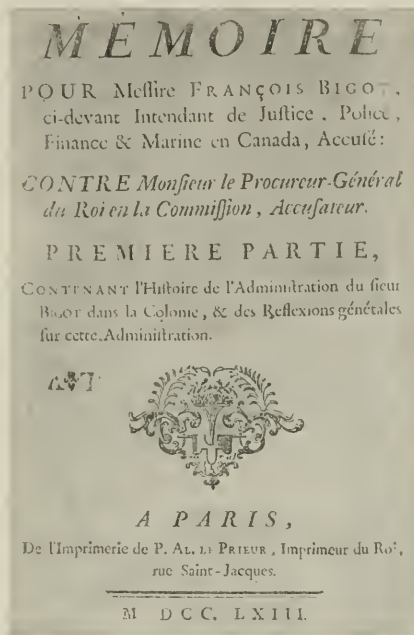 MÉMOIRE
POUR Meſſire FRANÇOIS BIGOT,
ci-devant Intendant de Juſtice, Police,
Finance & Marine en Canada, Accuſé:
CONTRE Monſieur le Procureur-Général
du Roi en la Commiſſion, Accuſateur.
PREMIERE PARTIE,
CONTENANT l'Hiſtoire de l'Adminiſtration du ſieur
BIGOT dans la Colonie, & des Reflexions générales
ſur cette Adminiſtration.
A PARIS,
De l'Imprimerie de P. AL. LE PRIEUR, Imprimeur du Roi,
rue Saint-Jacques.
M DCC. LXIII.